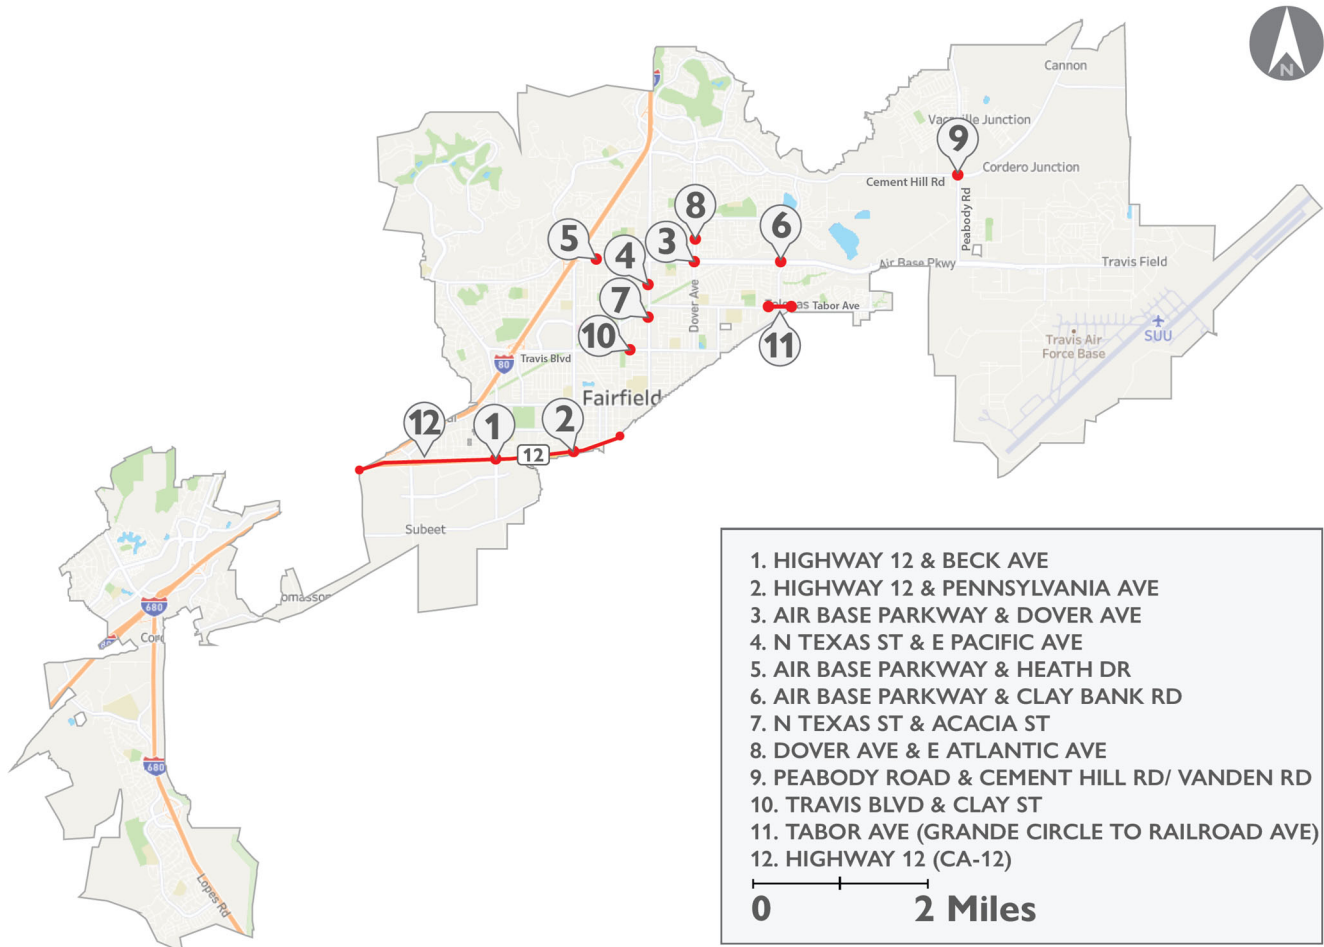 N
Cannon
Vacaville Junction
9
Cordero Junction
Cement Hill Rd
Peabody Rd
8
6
5
3
4
Air Base Pkwy
Travis Field
7
Dover Ave
Tabor Ave
10
11
Travis Air
Force Base
SUU
80
Travis Blvd
Fairfield
12
1
2
12
Subeet
omasson
680
80
Cor
680
Lopes Rd
1. HIGHWAY 12 & BECK AVE
2. HIGHWAY 12 & PENNSYLVANIA AVE
3. AIR BASE PARKWAY & DOVER AVE
4. N TEXAS ST & E PACIFIC AVE
5. AIR BASE PARKWAY & HEATH DR
6. AIR BASE PARKWAY & CLAY BANK RD
7. N TEXAS ST & ACACIA ST
8. DOVER AVE & E ATLANTIC AVE
9. PEABODY ROAD & CEMENT HILL RD/ VANDEN RD
10. TRAVIS BLVD & CLAY ST
11. TABOR AVE (GRANDE CIRCLE TO RAILROAD AVE)
12. HIGHWAY 12 (CA-12)
0 2 Miles